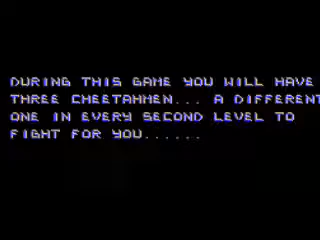 DURING THIS GAME YOU WILL HAVE
THREE CHEETAHMEN... A DIFFERENT
ONE IN EVERY SECOND LEVEL TO
FIGHT FOR YOU......